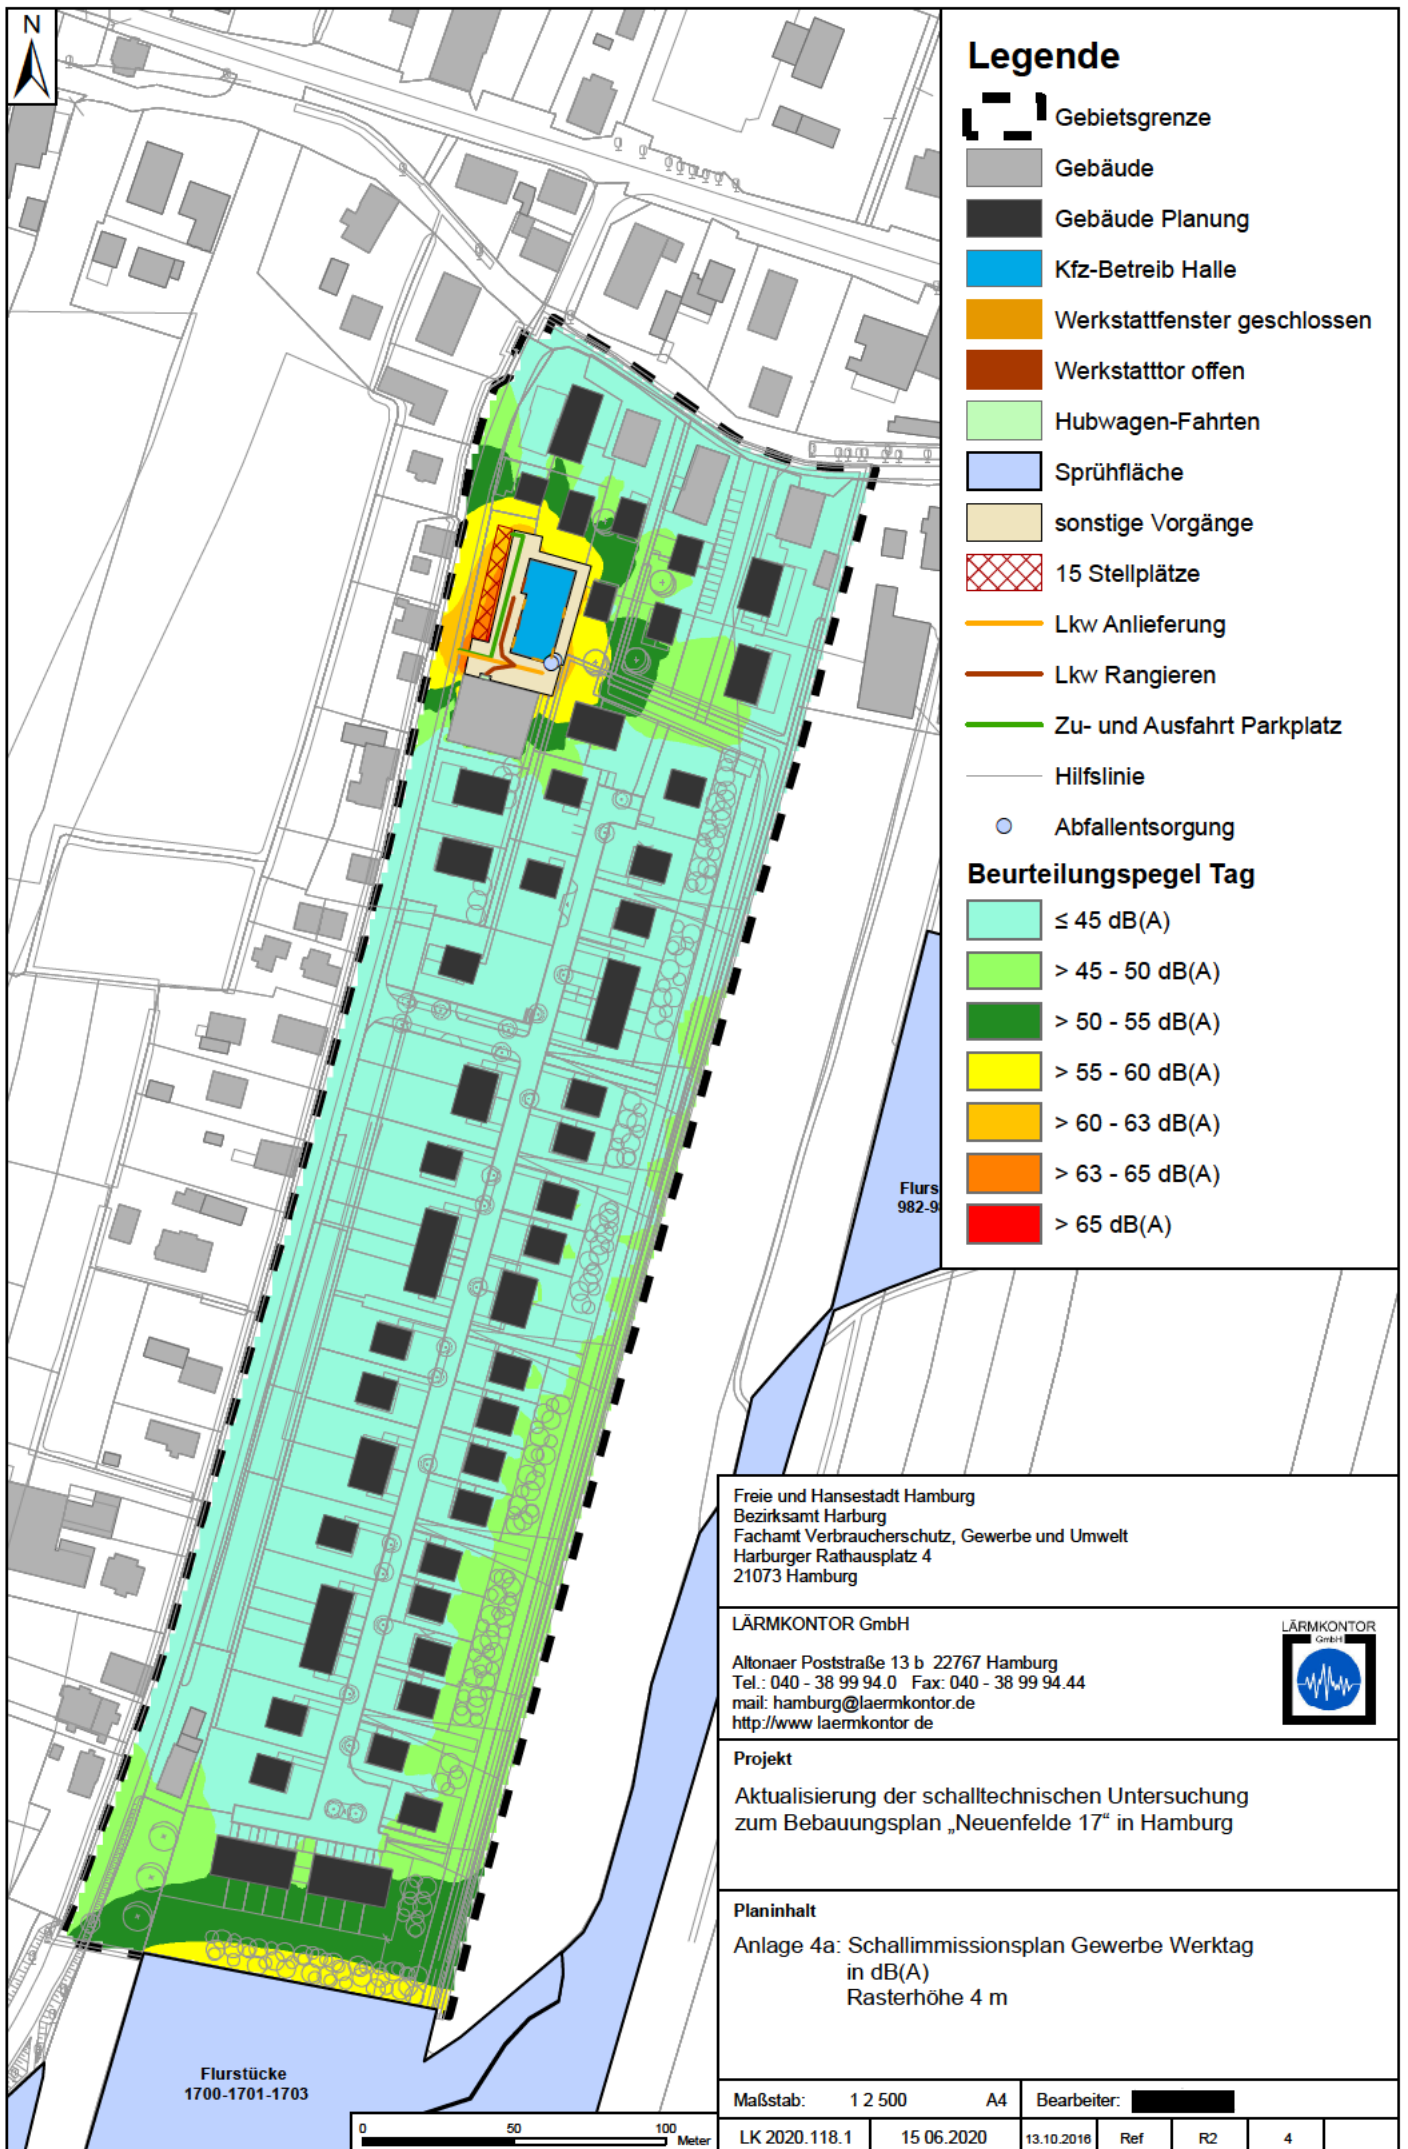 N
Legende
Gebietsgrenze
Gebäude
Gebäude Planung
Kfz-Betreib Halle
Werkstattfenster geschlossen
Werkstatttor offen
Hubwagen-Fahrten
Sprühfläche
sonstige Vorgänge
15 Stellplätze
Lkw Anlieferung
Lkw Rangieren
Zu- und Ausfahrt Parkplatz
Hilfslinie
Abfallentsorgung
Beurteilungspegel Tag
≤ 45 dB(A)
> 45 - 50 dB(A)
> 50 - 55 dB(A)
> 55 - 60 dB(A)
> 60 - 63 dB(A)
> 63 - 65 dB(A)
> 65 dB(A)
Flurs
982-9
Freie und Hansestadt Hamburg
Bezirksamt Harburg
Fachamt Verbraucherschutz, Gewerbe und Umwelt
Harburger Rathausplatz 4
21073 Hamburg
LÄRMKONTOR GmbH
Altonaer Poststraße 13 b 22767 Hamburg
Tel.: 040 - 38 99 94.0 Fax: 040 - 38 99 94.44
mail: hamburg@laermkontor.de
http://www laermkontor de
LÄRMKONTOR
GmbH
Projekt
Aktualisierung der schalltechnischen Untersuchung
zum Bebauungsplan „Neuenfelde 17“ in Hamburg
Planinhalt
Anlage 4a: Schallimmissionsplan Gewerbe Werktag
in dB(A)
Rasterhöhe 4 m
Flurstücke
1700-1701-1703
0 50 100
Meter
Maßstab: 1 2 500 A4 Bearbeiter:
LK 2020.118.1 15 06.2020 13.10.2016 Ref R2 4